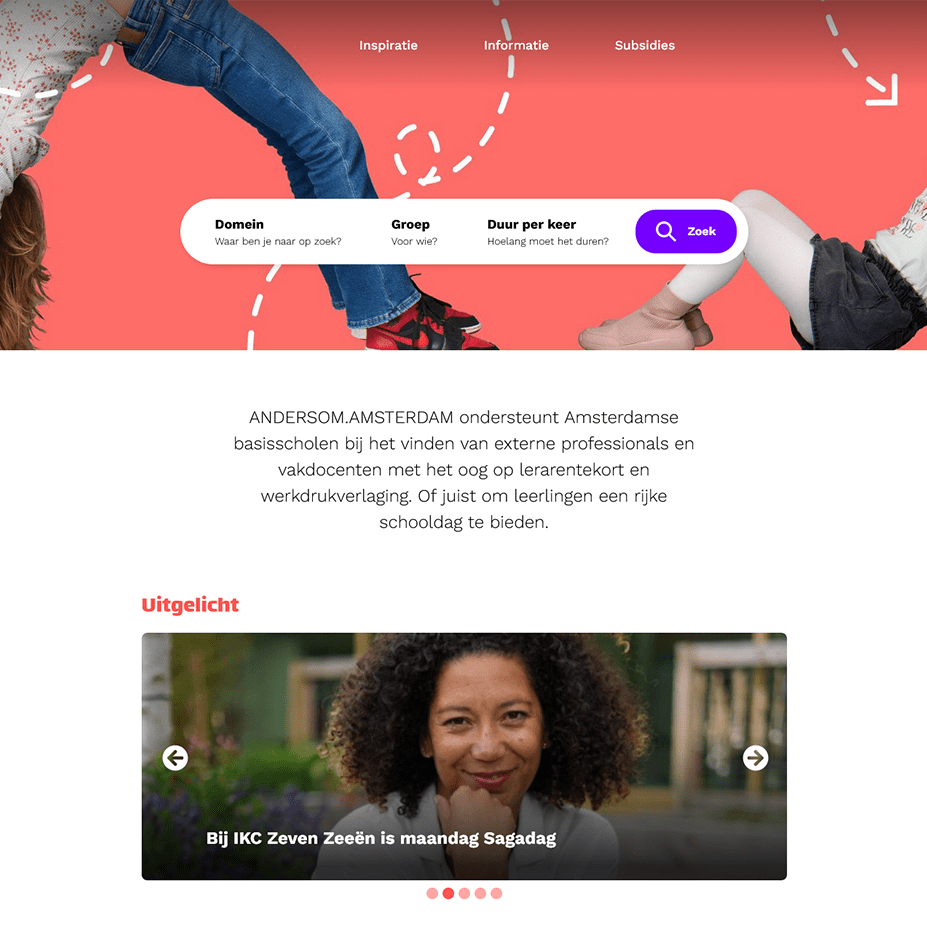 Inspiratie
Informatie
Subsidies
Domein
Waar ben je naar op zoek?
Groep
Voor wie?
Duur per keer
Hoelang moet het duren?
Zoek
ANDERSOM.AMSTERDAM ondersteunt Amsterdamse
basisscholen bij het vinden van externe professionals en
vakdocenten met het oog op lerarentekort en
werkdrukverlaging. Of juist om leerlingen een rijke
schooldag te bieden.
Uitgelicht
Bij IKC Zeven Zeeën is maandag Sagadag